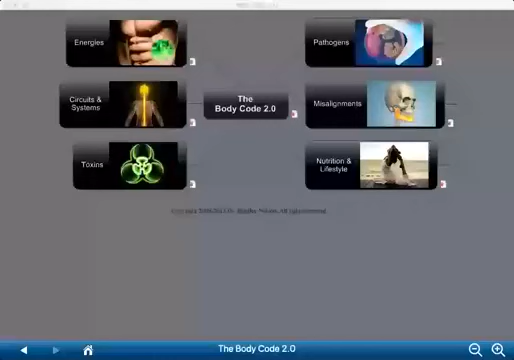 Energies
Pathogens
Circuits &
Systems
The
Body Code 2.0
Misalignments
Toxins
Nutrition &
Lifestyle
The Body Code 2.0